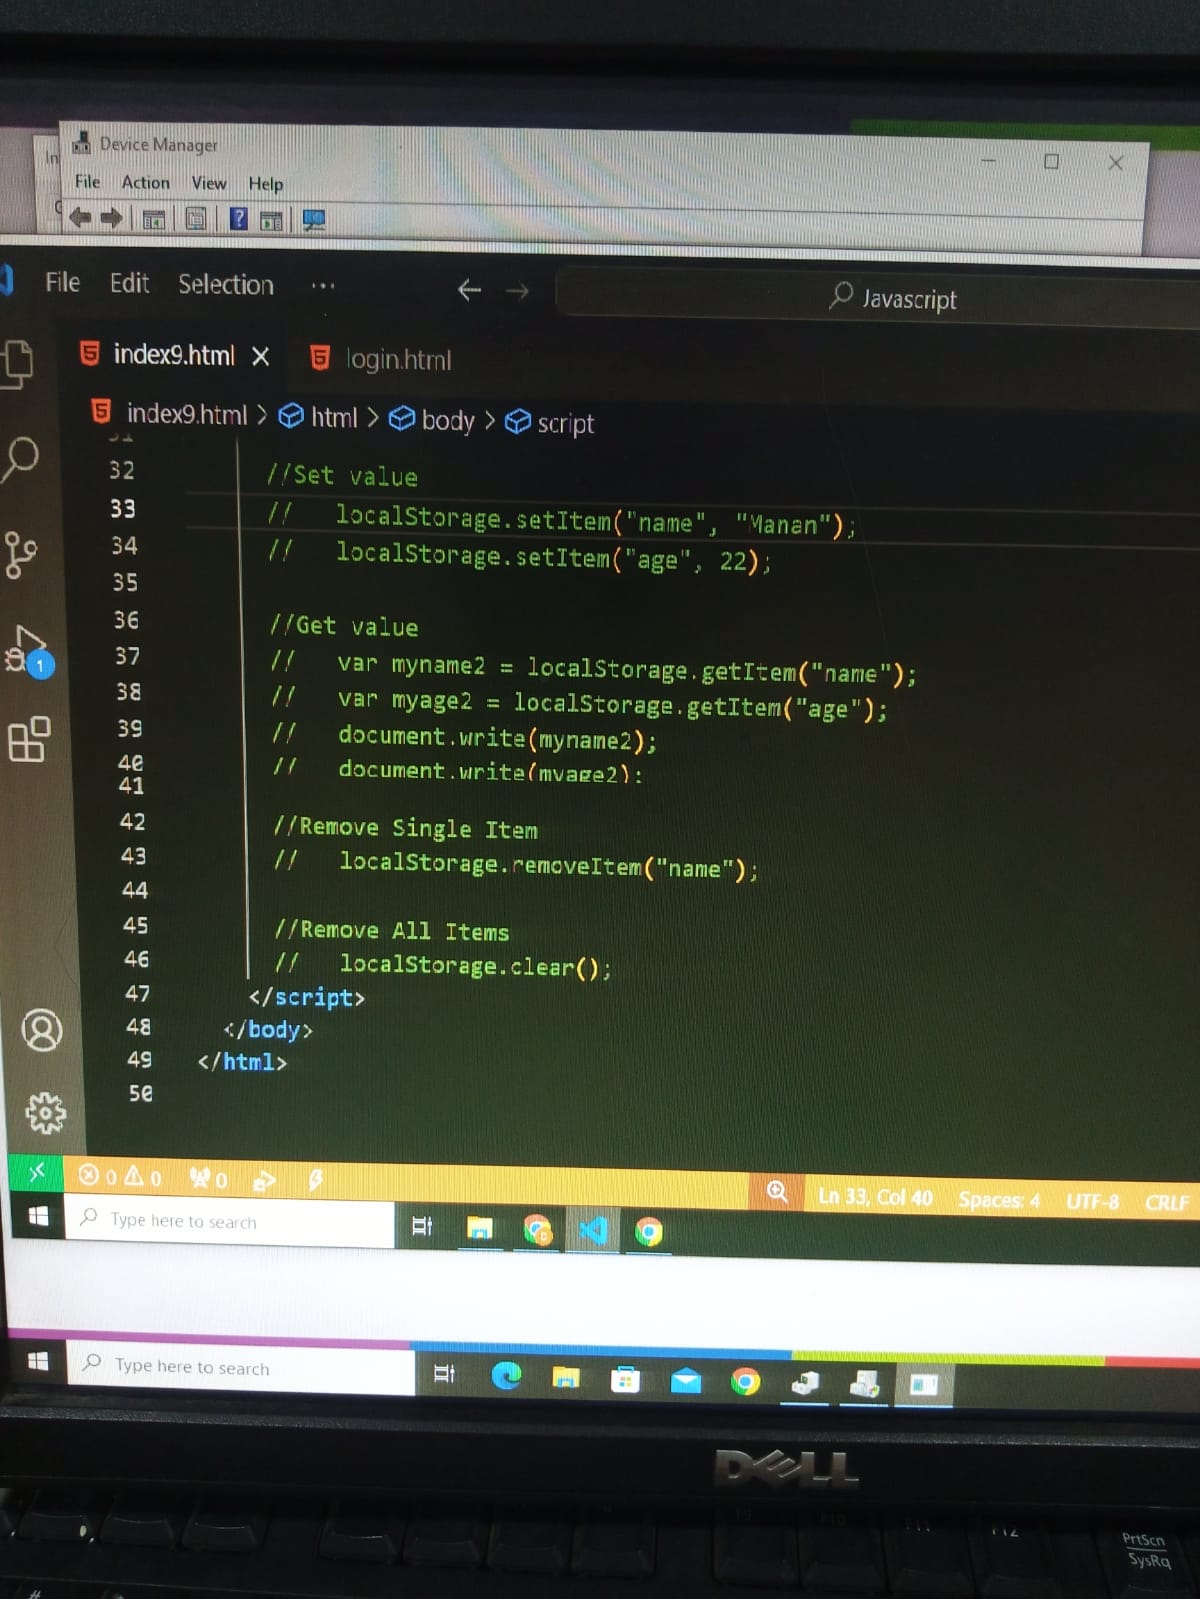 In
Device Manager
File Action View Help
File Edit Selection ...
Javascript
index9.html login.html
index9.html > html > body > script
31
32 //Set value
33 // localStorage.setItem("name", "Manan");
34 // localStorage.setItem("age", 22);
35
36 //Get value
37 // var myname2 = localStorage.getItem("name");
38 // var myage2 = localStorage.getItem("age");
39 // document.write(myname2);
40 // document.write(myage2);
41
42 //Remove Single Item
43 // localStorage.removeItem("name");
44
45 //Remove All Items
46 // localStorage.clear();
47 </script>
48 </body>
49 </html>
50
1
0 0 0 Ln 33, Col 40 Spaces: 4 UTF-8 CRLF
Type here to search
Type here to search
DELL
F11 F12 PrtScn
SysRq
#